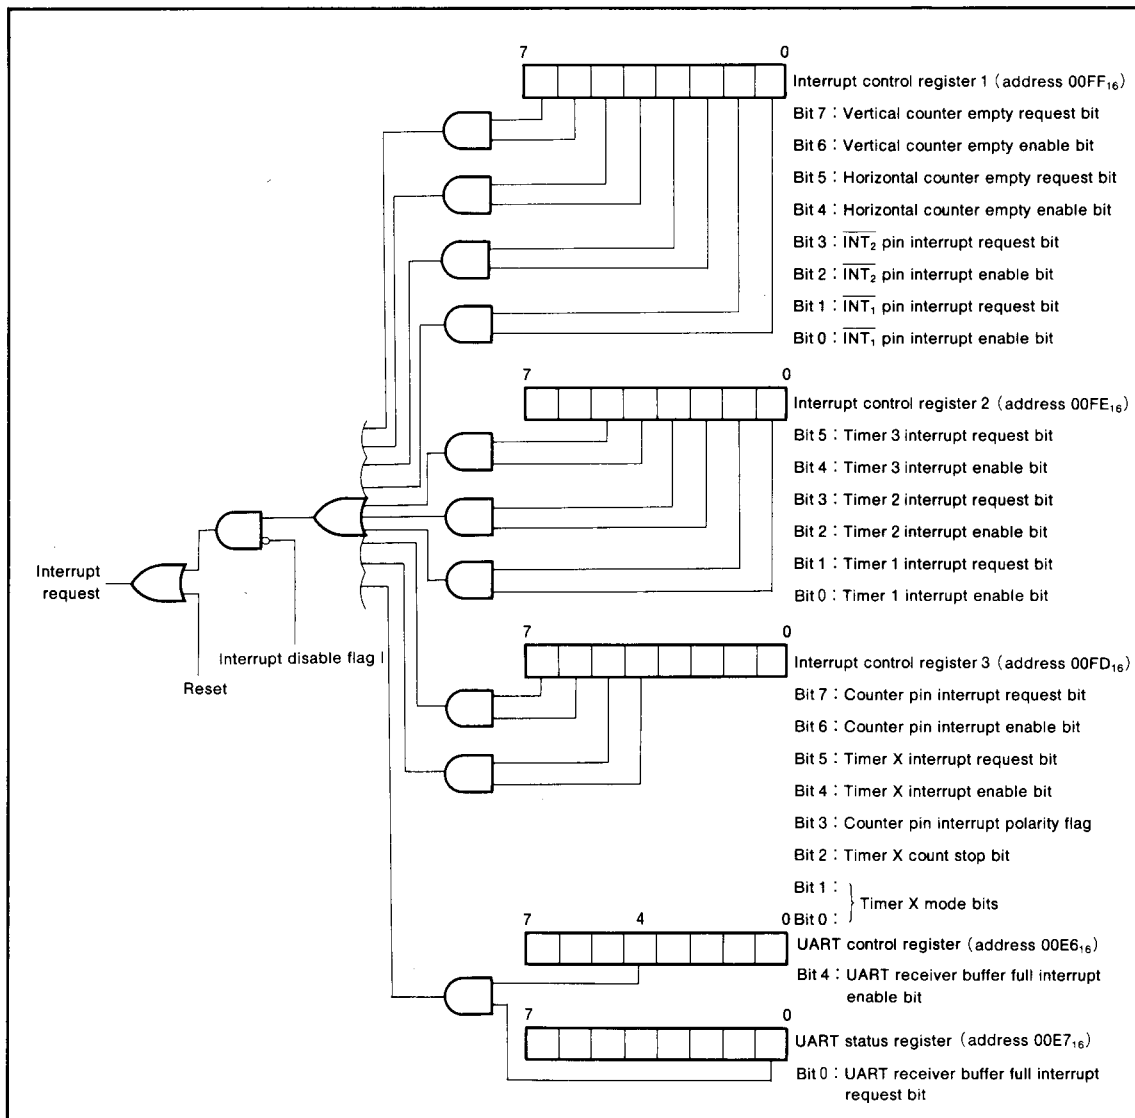 7 0
Interrupt control register 1 (address 00FF₁₆)
Bit 7 : Vertical counter empty request bit
Bit 6 : Vertical counter empty enable bit
Bit 5 : Horizontal counter empty request bit
Bit 4 : Horizontal counter empty enable bit
Bit 3 : I̅N̅T̅₂̅ pin interrupt request bit
Bit 2 : I̅N̅T̅₂̅ pin interrupt enable bit
Bit 1 : I̅N̅T̅₁̅ pin interrupt request bit
Bit 0 : I̅N̅T̅₁̅ pin interrupt enable bit
7 0
Interrupt control register 2 (address 00FE₁₆)
Bit 5 : Timer 3 interrupt request bit
Bit 4 : Timer 3 interrupt enable bit
Bit 3 : Timer 2 interrupt request bit
Bit 2 : Timer 2 interrupt enable bit
Bit 1 : Timer 1 interrupt request bit
Bit 0 : Timer 1 interrupt enable bit
Interrupt
request
Interrupt disable flag I
Reset
7 0
Interrupt control register 3 (address 00FD₁₆)
Bit 7 : Counter pin interrupt request bit
Bit 6 : Counter pin interrupt enable bit
Bit 5 : Timer X interrupt request bit
Bit 4 : Timer X interrupt enable bit
Bit 3 : Counter pin interrupt polarity flag
Bit 2 : Timer X count stop bit
Bit 1 :
Timer X mode bits
Bit 0 :
7 4 0
UART control register (address 00E6₁₆)
Bit 4 : UART receiver buffer full interrupt
enable bit
7 0
UART status register (address 00E7₁₆)
Bit 0 : UART receiver buffer full interrupt
request bit